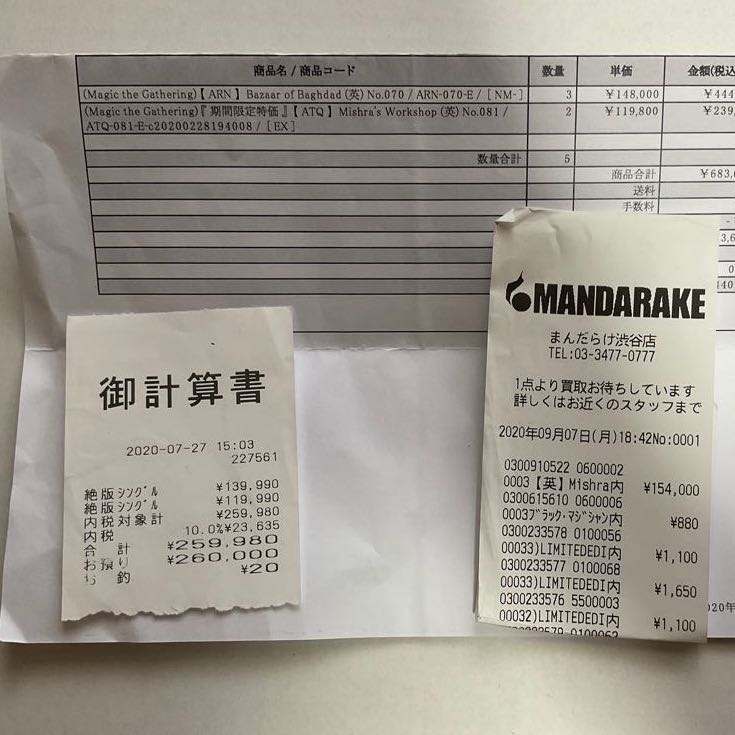 商品名 / 商品コード 数量 単価 金額(税込
(Magic the Gathering)【 ARN 】 Bazaar of Baghdad (英) No.070 / ARN-070-E / [ NM- ] 3 ￥148,000 ￥444
(Magic the Gathering)『 期間限定特価 』【 ATQ 】 Mishra's Workshop (英) No.081 / 2 ￥119,800 ￥239,
ATQ-081-E-c20200228194008 / [ EX ]
数量合計 5
商品合計 ￥683,
送料
手数料
御計算書
2020-07-27 15:03
227561
絶版シングル ¥139,990
絶版シングル ¥119,990
内税対象計 ¥259,980
内税 10.0%¥23,635
合 計 ¥259,980
お預り ¥260,000
お 釣 ¥20
MANDARAKE
まんだらけ渋谷店
TEL:03-3477-0777
1点より買取お待ちしています
詳しくはお近くのスタッフまで
2020年09月07日(月)18:42No:0001
0300910522 0600002
0003【英】Mishra内 ¥154,000
0300615610 0600006
0003ブラック・マジシャン内 ¥880
0300233578 0100056
00033)LIMITEDEDI内 ¥1,100
0300233577 0100068
00033)LIMITEDEDI内 ¥1,650
0300233576 5500003
00032)LIMITEDEDI内 ¥1,100